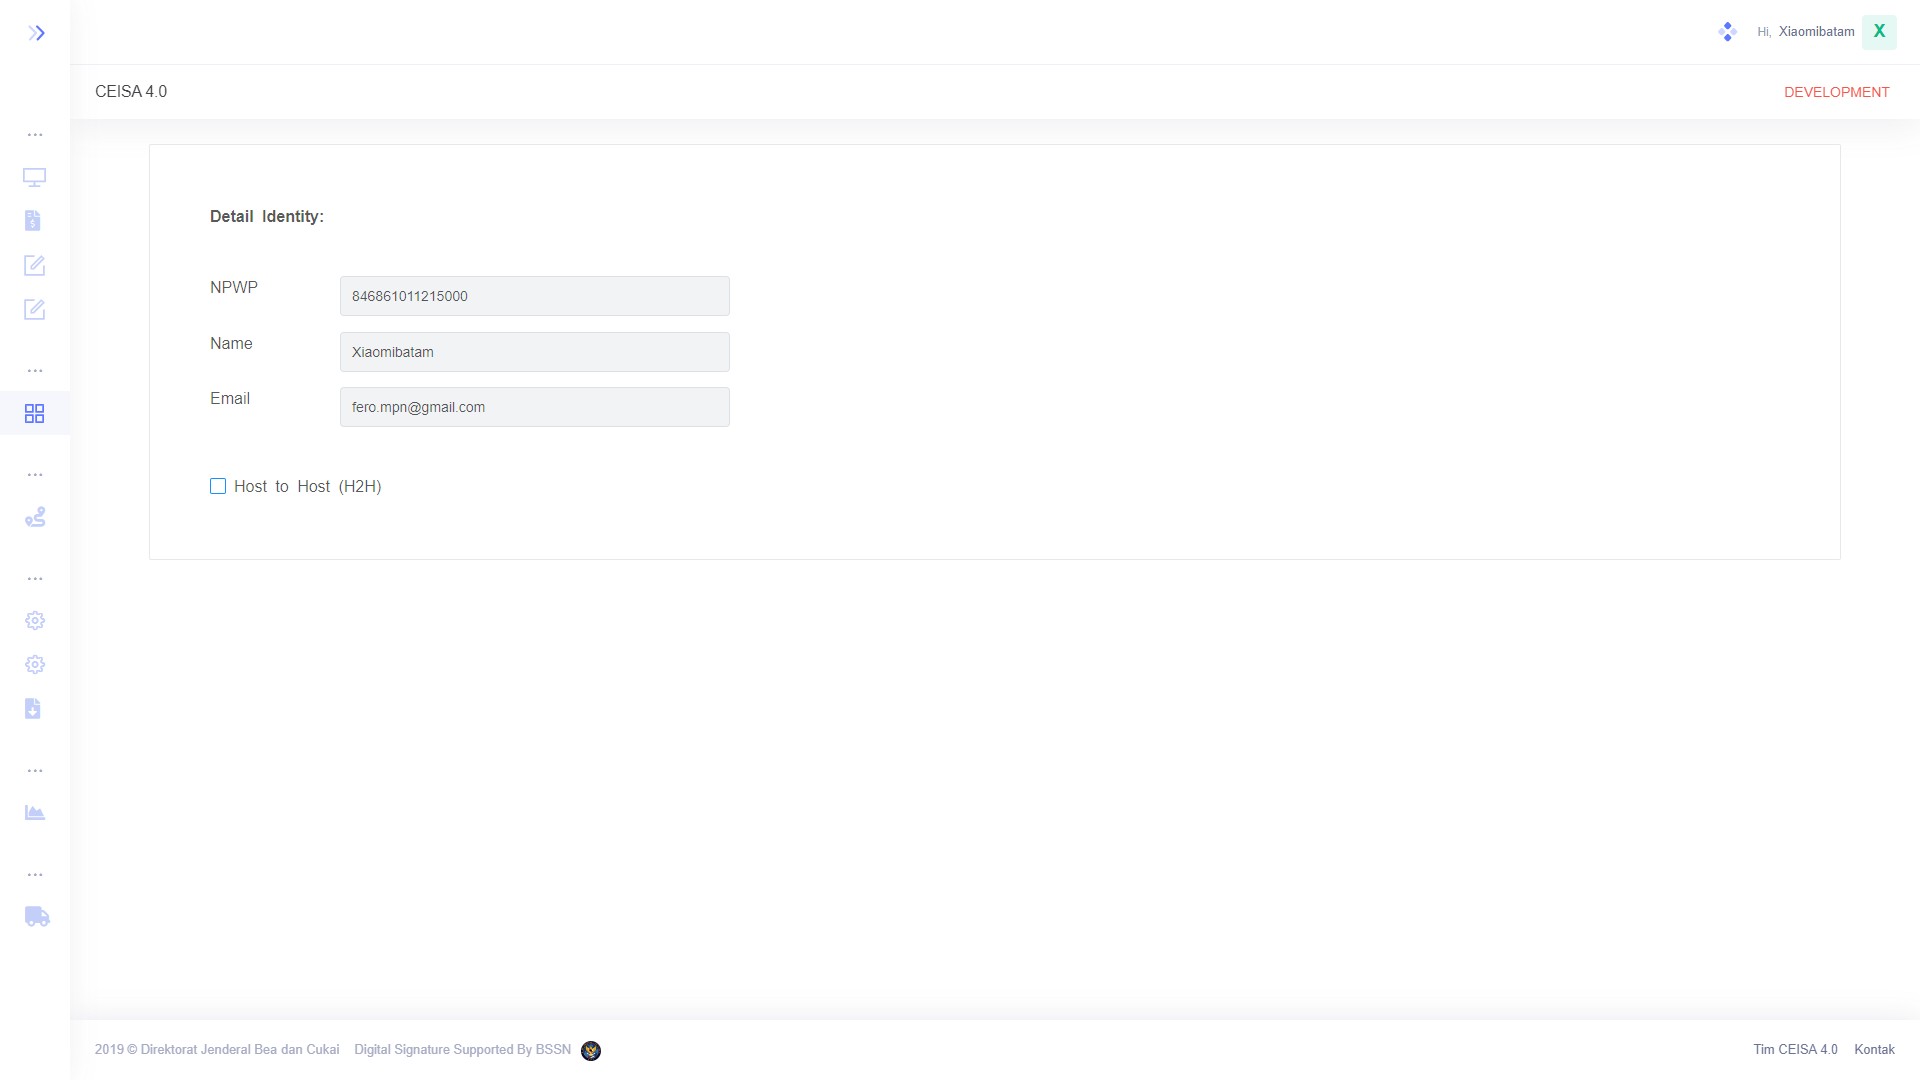 Hi, Xiaomibatam X
CEISA 4.0
DEVELOPMENT
...
...
...
...
...
...
Detail Identity:
NPWP
846861011215000
Name
Xiaomibatam
Email
fero.mpn@gmail.com
Host to Host (H2H)
2019 © Direktorat Jenderal Bea dan Cukai Digital Signature Supported By BSSN
Tim CEISA 4.0 Kontak